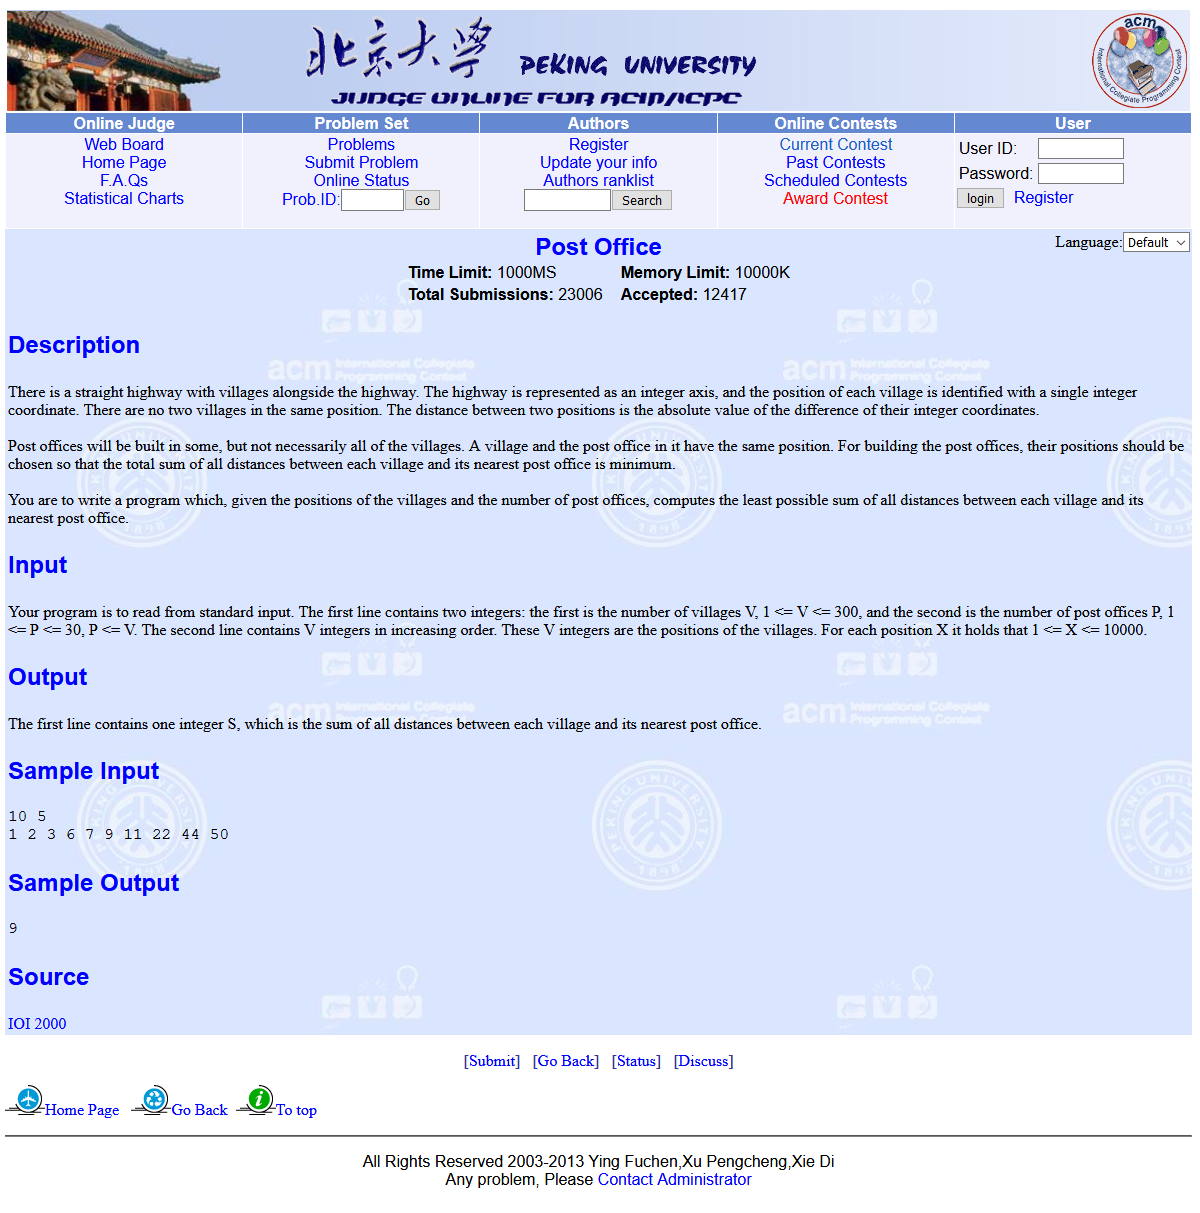 北京大學 PEKING UNIVERSITY
JUDGE ONLINE FOR ACM/ICPC
acm
International Collegiate Programming Contest
Online Judge Problem Set Authors Online Contests User
Web Board Problems Register Current Contest User ID:
Home Page Submit Problem Update your info Past Contests Password:
F.A.Qs Online Status Authors ranklist Scheduled Contests
Statistical Charts Prob.ID: Go Search Award Contest login Register
Post Office Language: Default
Time Limit: 1000MS Memory Limit: 10000K
Total Submissions: 23006 Accepted: 12417
Description
There is a straight highway with villages alongside the highway. The highway is represented as an integer axis, and the position of each village is identified with a single integer
coordinate. There are no two villages in the same position. The distance between two positions is the absolute value of the difference of their integer coordinates.
Post offices will be built in some, but not necessarily all of the villages. A village and the post office in it have the same position. For building the post offices, their positions should be
chosen so that the total sum of all distances between each village and its nearest post office is minimum.
You are to write a program which, given the positions of the villages and the number of post offices, computes the least possible sum of all distances between each village and its
nearest post office.
Input
Your program is to read from standard input. The first line contains two integers: the first is the number of villages V, 1 <= V <= 300, and the second is the number of post offices P, 1
<= P <= 30, P <= V. The second line contains V integers in increasing order. These V integers are the positions of the villages. For each position X it holds that 1 <= X <= 10000.
Output
The first line contains one integer S, which is the sum of all distances between each village and its nearest post office.
Sample Input
10 5
1 2 3 6 7 9 11 22 44 50
Sample Output
9
Source
IOI 2000
[Submit] [Go Back] [Status] [Discuss]
Home Page Go Back To top
All Rights Reserved 2003-2013 Ying Fuchen,Xu Pengcheng,Xie Di
Any problem, Please Contact Administrator